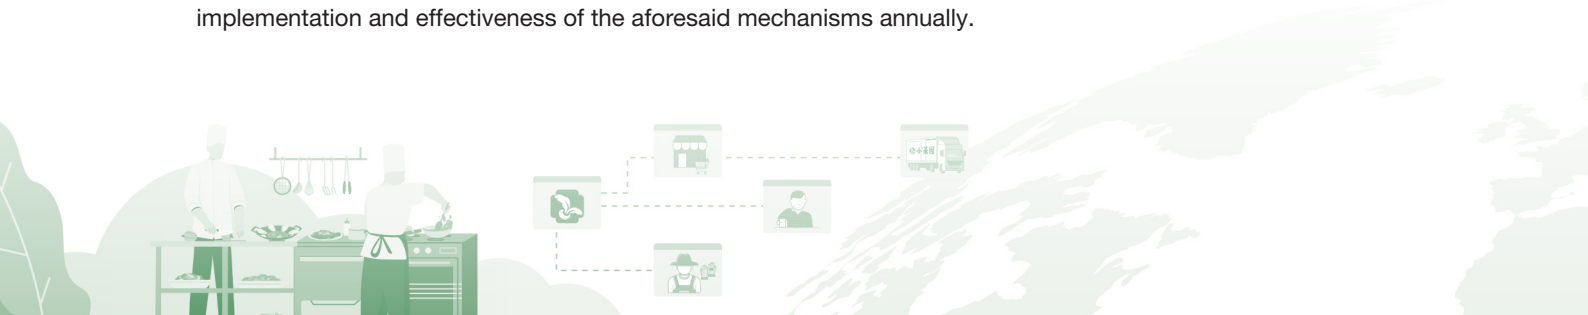 implementation and effectiveness of the aforesaid mechanisms annually.